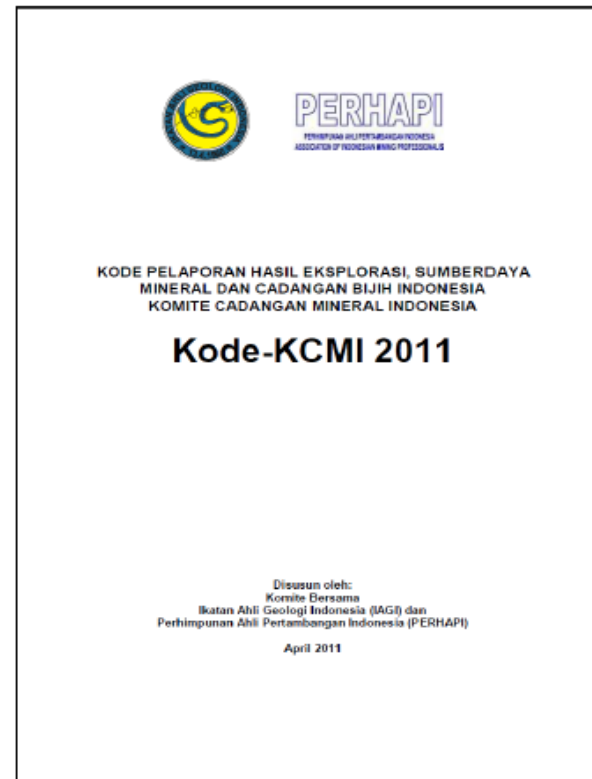 PERHAPI
PERHIMPUNAN AHLI PERTAMBANGAN INDONESIA
ASSOCIATION OF INDONESIAN MINING PROFESSIONALS
KODE PELAPORAN HASIL EKSPLORASI, SUMBERDAYA
MINERAL DAN CADANGAN BIJIH INDONESIA
KOMITE CADANGAN MINERAL INDONESIA
Kode-KCMI 2011
Disusun oleh:
Komite Bersama
Ikatan Ahli Geologi Indonesia (IAGI) dan
Perhimpunan Ahli Pertambangan Indonesia (PERHAPI)
April 2011